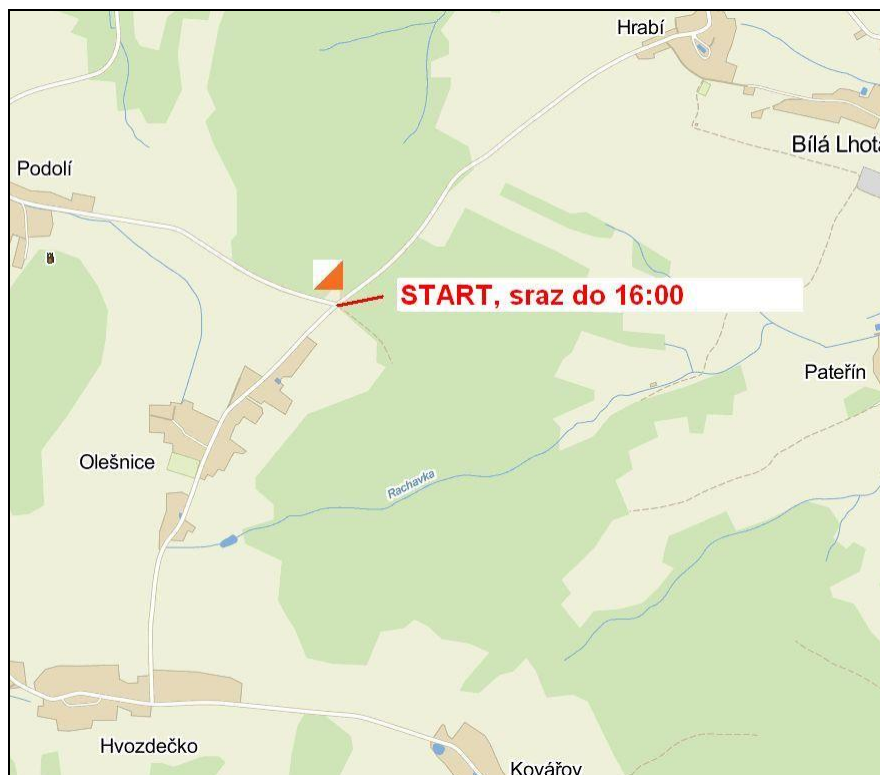 Hrabí
Bílá Lhota
Podolí
START, sraz do 16:00
Pateřín
Olešnice
Rachavka
Hvozdečko
Kovářov